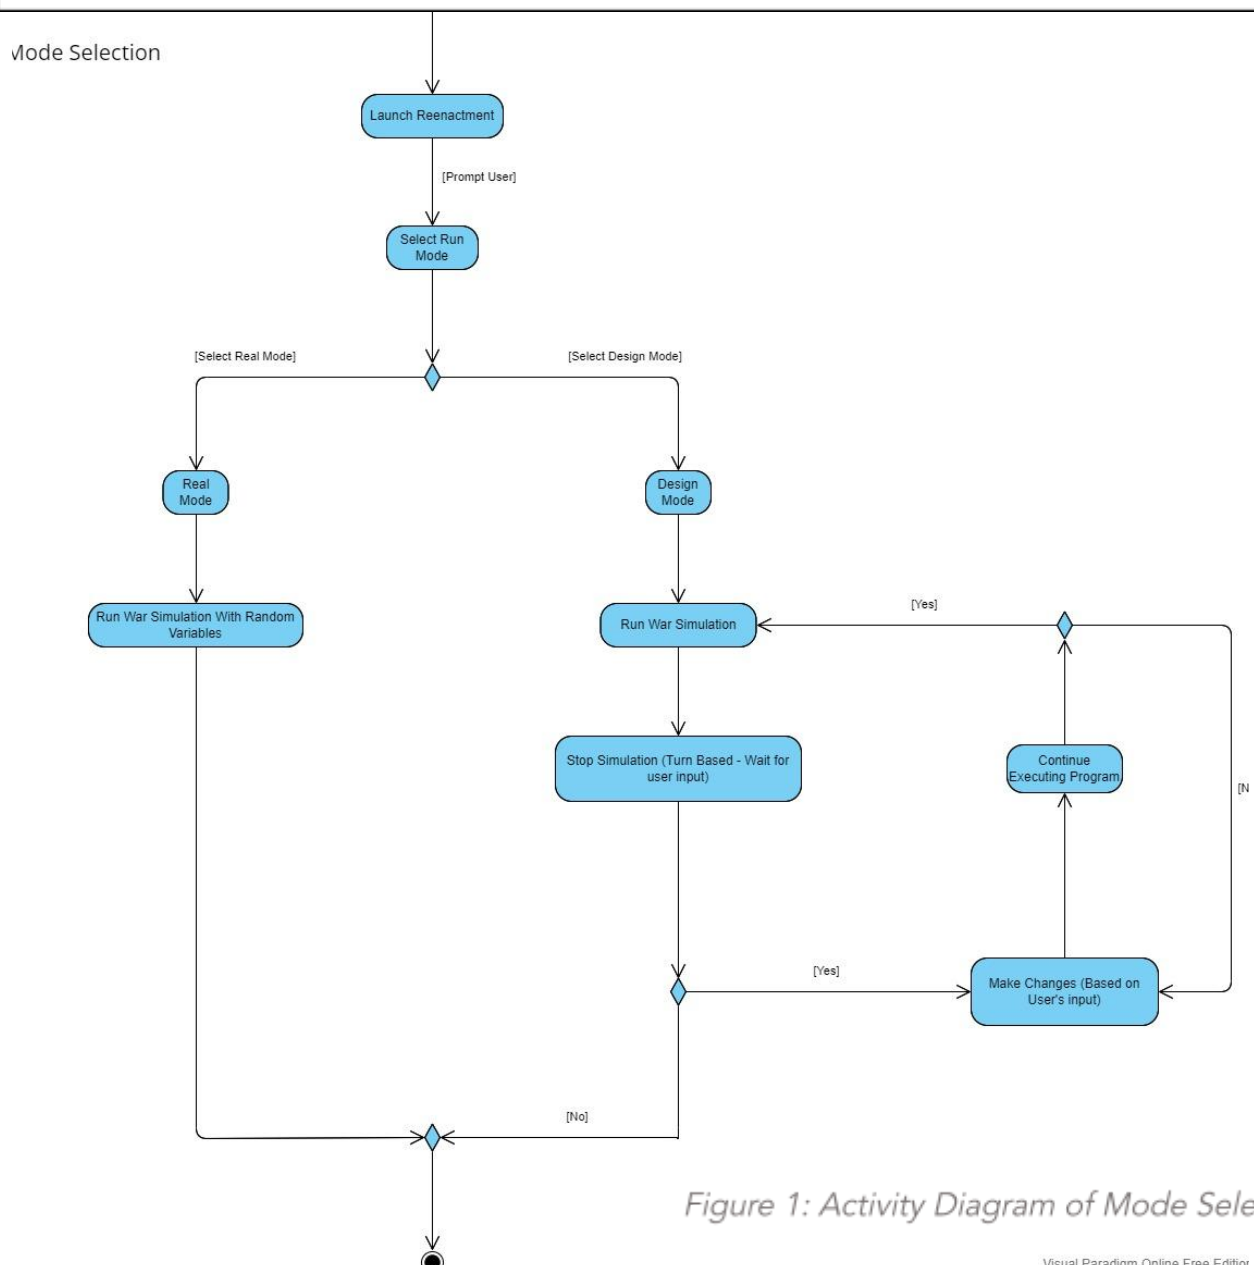 Mode Selection
Launch Reenactment
[Prompt User]
Select Run
Mode
[Select Real Mode]
[Select Design Mode]
Real
Mode
Design
Mode
Run War Simulation With Random
Variables
Run War Simulation
[Yes]
Stop Simulation (Turn Based - Wait for
user input)
Continue
Executing Program
[N
[Yes]
Make Changes (Based on
User's input)
[No]
Figure 1: Activity Diagram of Mode Sele
Visual Paradigm Online Free Edition